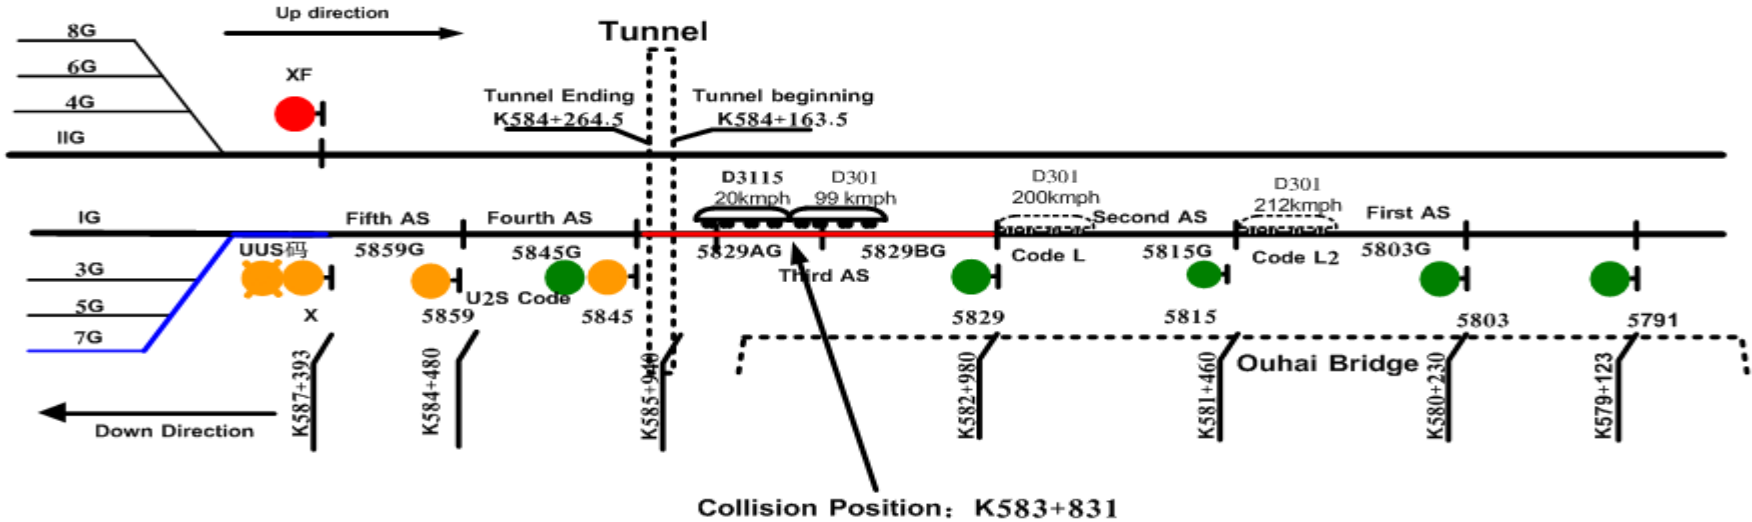 Up direction
8G
Tunnel
6G
XF
4G
Tunnel Ending
K584+264.5
Tunnel beginning
K584+163.5
IIG
D3115
20kmph
D301
99 kmph
D301
200kmph
D301
212kmph
IG
Fifth AS
Fourth AS
Second AS
First AS
UUS码
5859G
5845G
5829AG
5829BG
Code L
5815G
Code L2
5803G
3G
Third AS
U2S Code
5G
X
5859
5845
5829
5815
5803
5791
7G
K587+393
K584+480
K585+940
K582+980
K581+460
K580+230
K579+123
Ouhai Bridge
Down Direction
Collision Position: K583+831